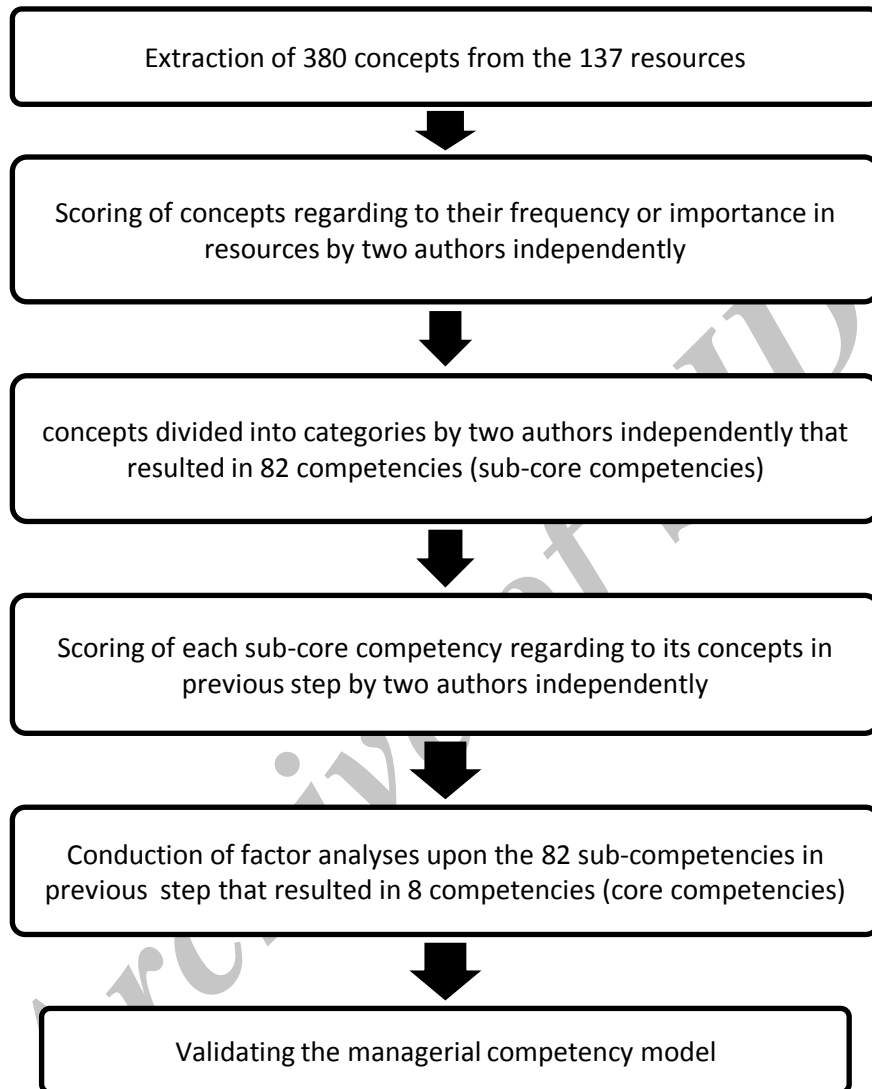 Extraction of 380 concepts from the 137 resources
Scoring of concepts regarding to their frequency or importance in
resources by two authors independently
concepts divided into categories by two authors independently that
resulted in 82 competencies (sub-core competencies)
Scoring of each sub-core competency regarding to its concepts in
previous step by two authors independently
Conduction of factor analyses upon the 82 sub-competencies in
previous step that resulted in 8 competencies (core competencies)
Validating the managerial competency model